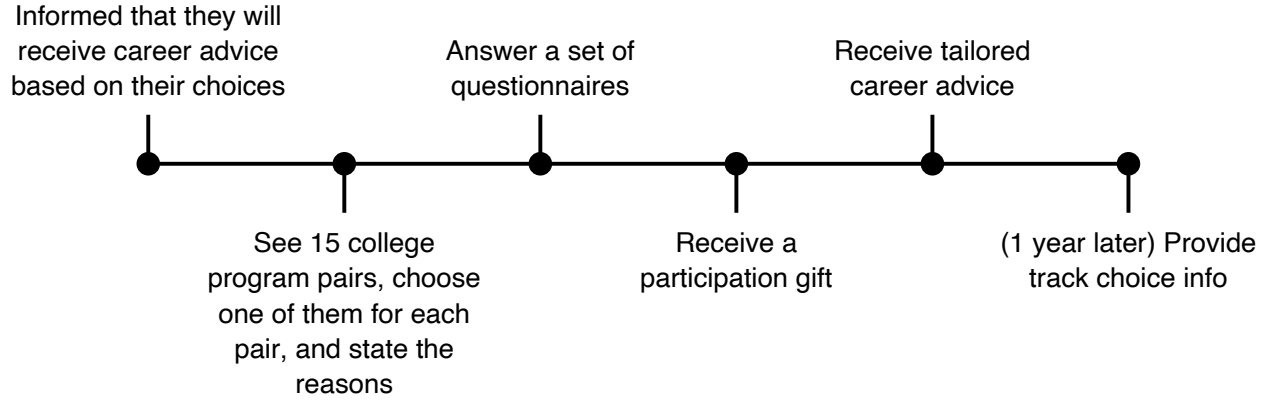 Informed that they will
receive career advice
based on their choices
See 15 college
program pairs, choose
one of them for each
pair, and state the
reasons
Answer a set of
questionnaires
Receive a
participation gift
Receive tailored
career advice
(1 year later) Provide
track choice info